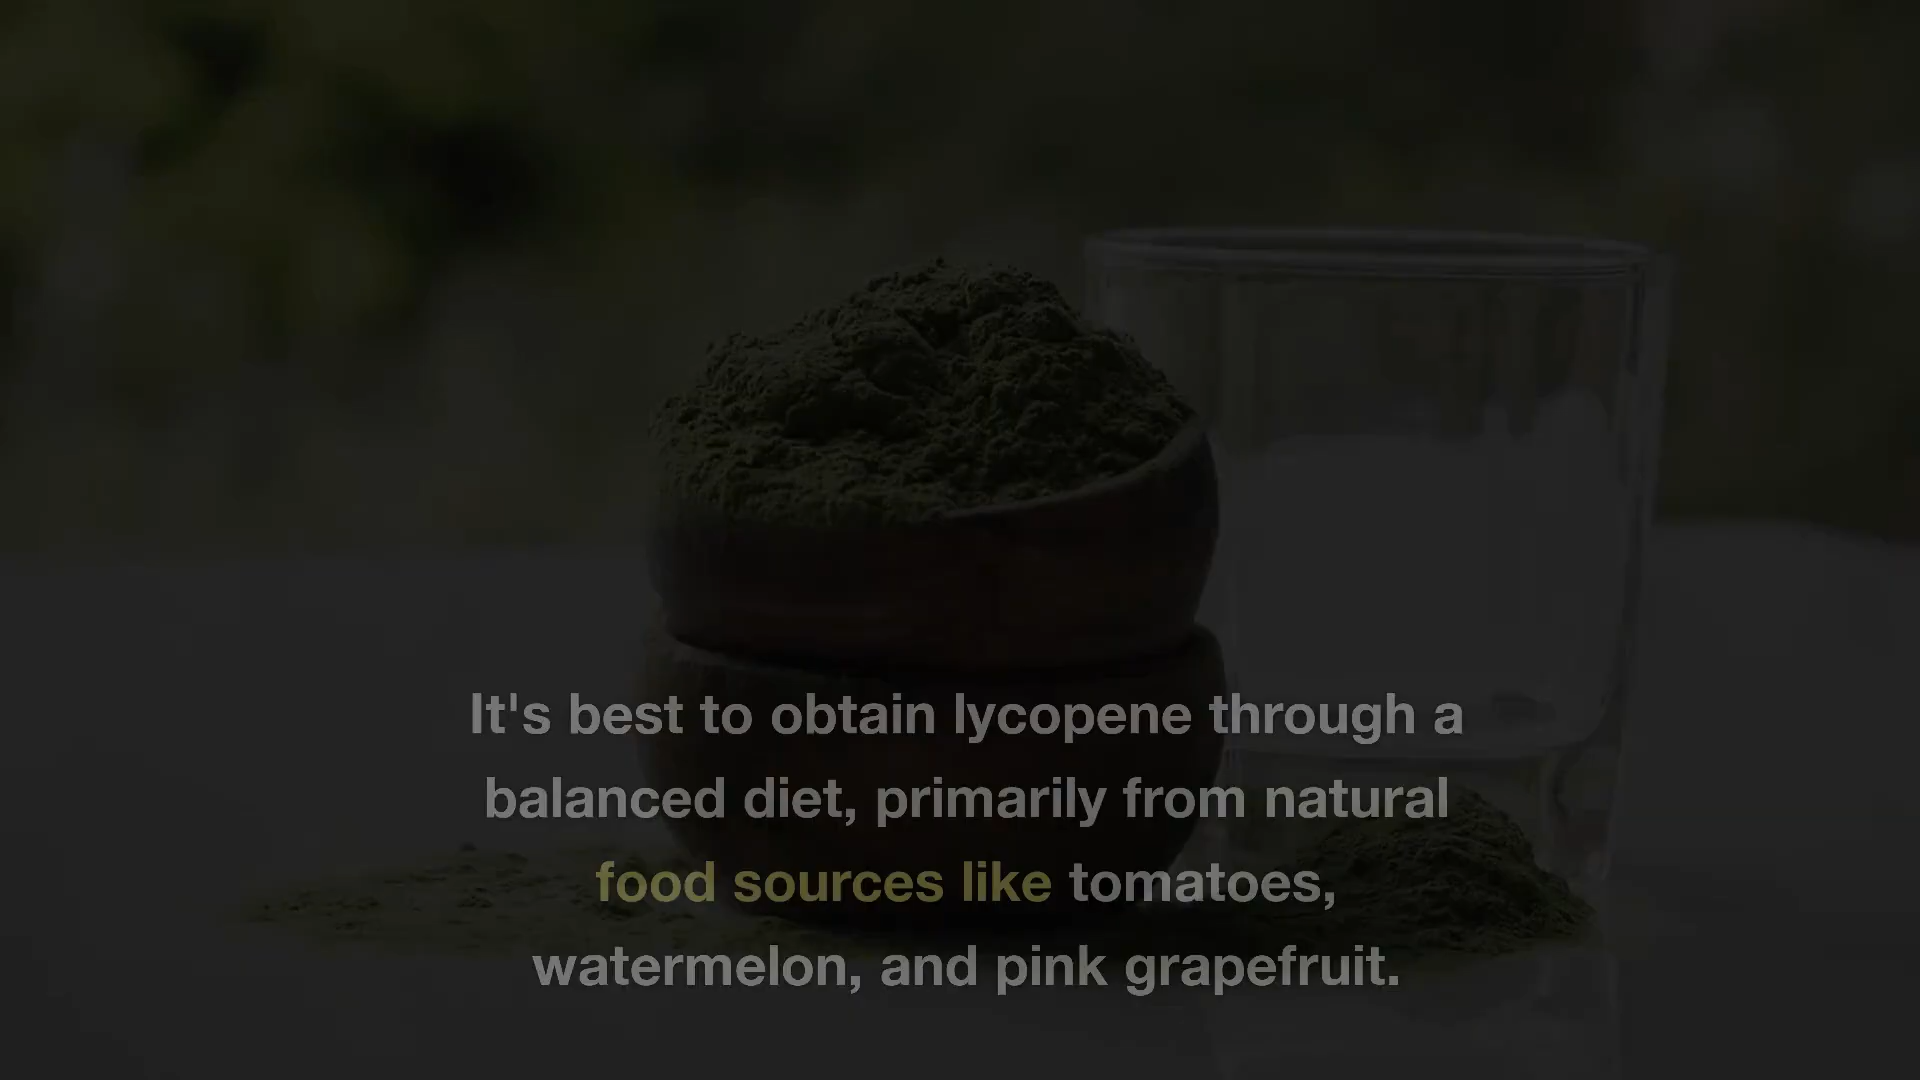 It's best to obtain lycopene through a
balanced diet, primarily from natural
food sources like tomatoes,
watermelon, and pink grapefruit.